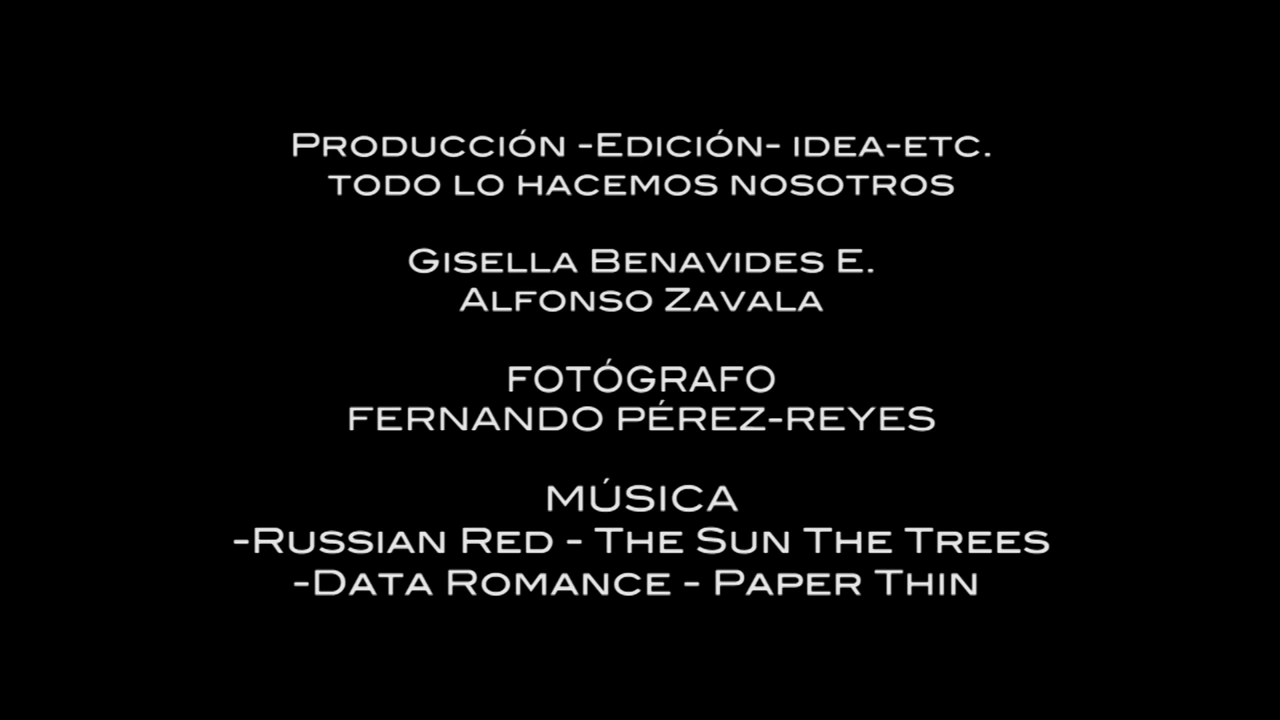 Producción -Edición- idea-etc.
todo lo hacemos nosotros
Gisella Benavides E.
Alfonso Zavala
FOTÓGRAFO
FERNANDO PÉREZ-REYES
MÚSICA
-Russian Red - The Sun The Trees
-Data Romance - Paper Thin